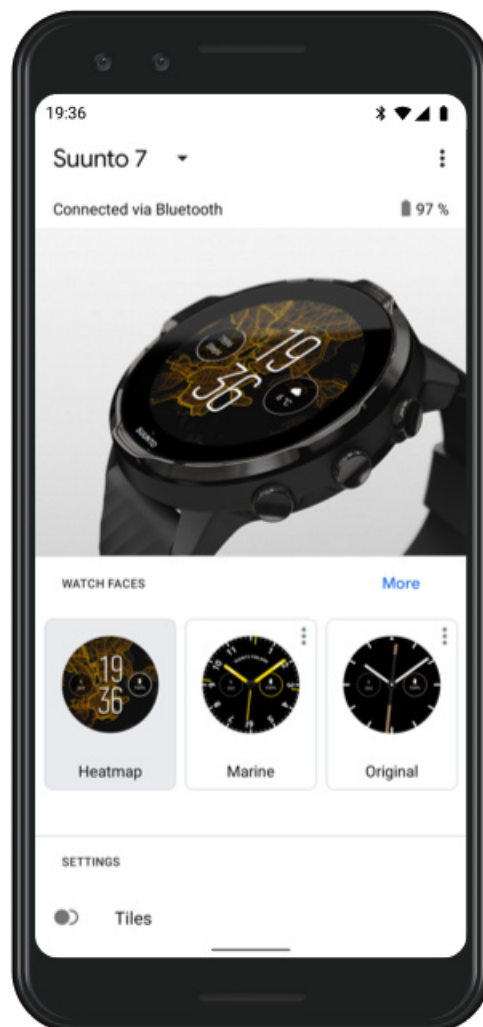 19:36
Suunto 7
Connected via Bluetooth 97 %
19
36
SUUNTO
WATCH FACES More
19
36
Heatmap Marine Original
SETTINGS
Tiles